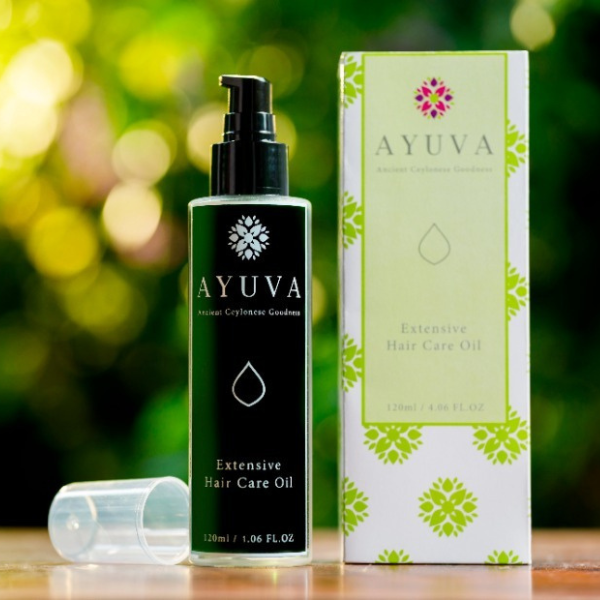 AYUVA
Ancient Ceylonese Goodness
Extensive
Hair Care Oil
120ml / 1.06 FL.OZ
AYUVA
Ancient Ceylonese Goodness
Extensive
Hair Care Oil
120ml / 4.06 FL.OZ